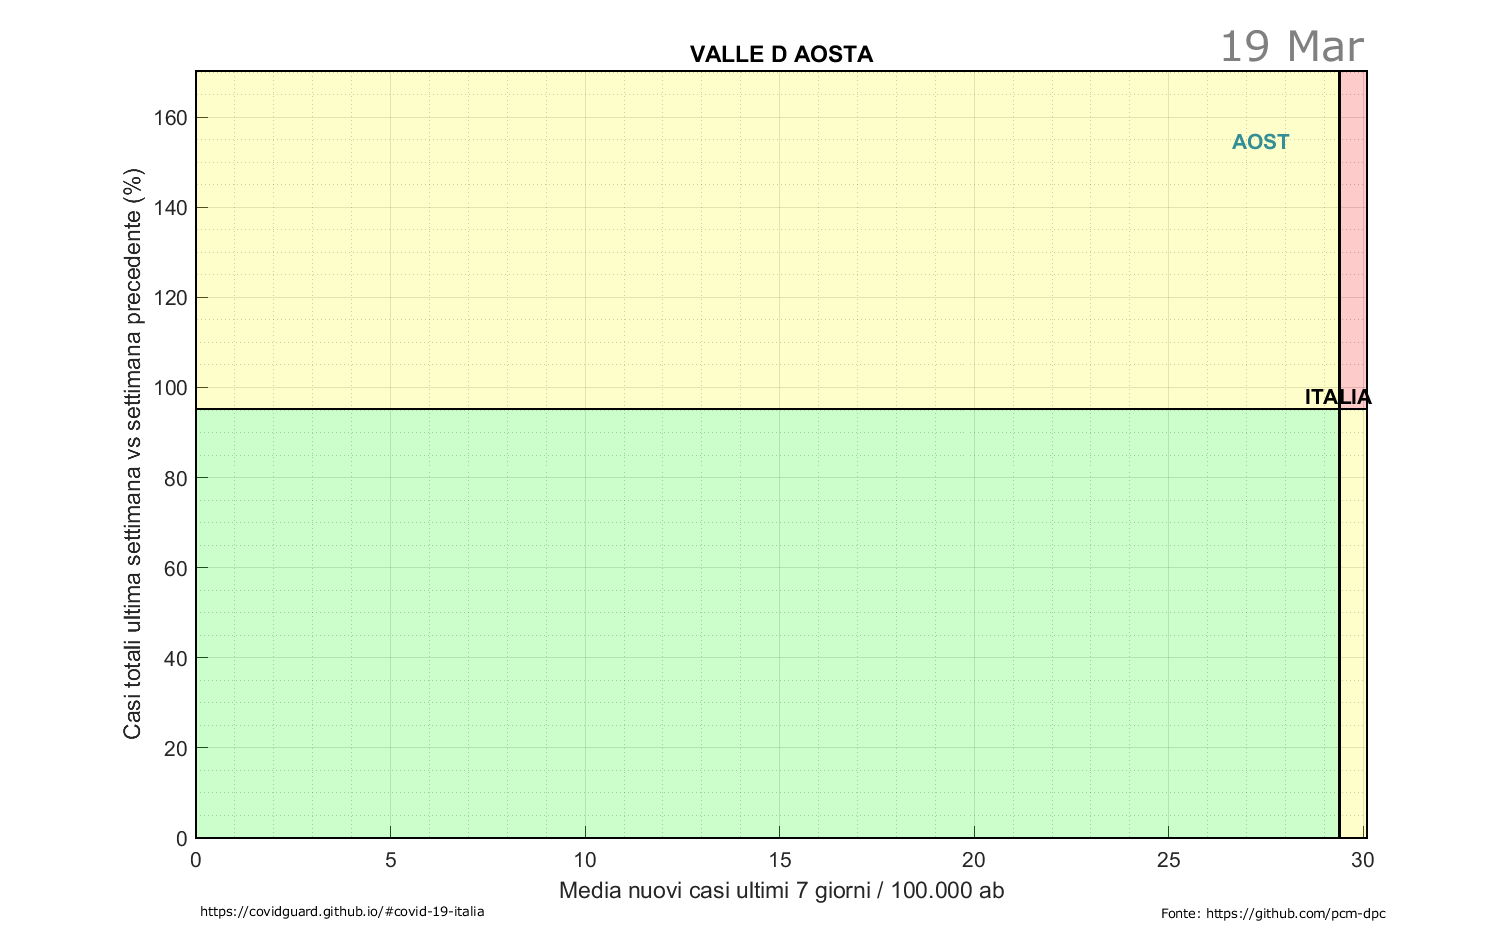 VALLE D AOSTA
19 Mar
160
140
120
100
80
60
40
20
0
AOST
ITALIA
Casi totali ultima settimana vs settimana precedente (%)
0 5 10 15 20 25 30
Media nuovi casi ultimi 7 giorni / 100.000 ab
https://covidguard.github.io/#covid-19-italia
Fonte: https://github.com/pcm-dpc